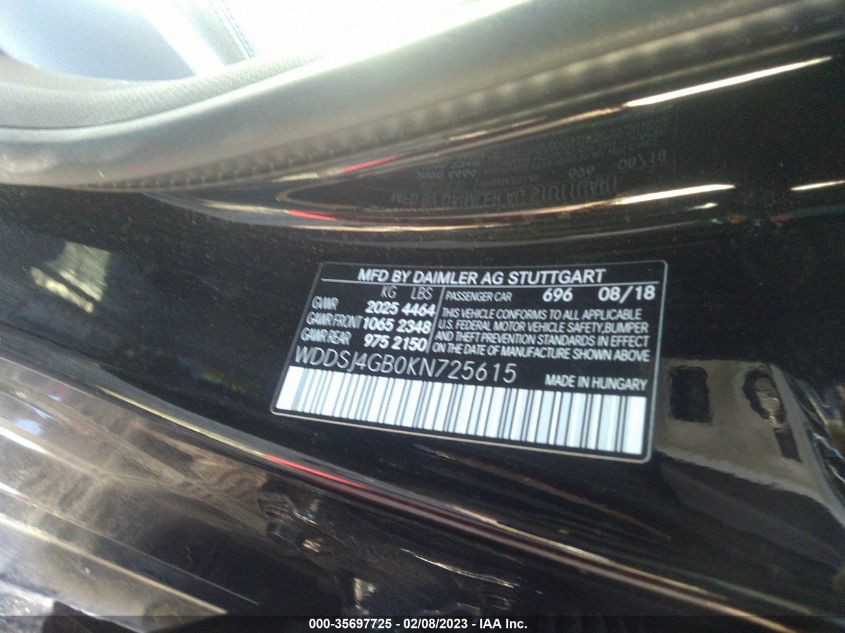 MFD BY DAIMLER AG STUTTGART
KG LBS
GVWR 2025 4464
GAWR FRONT 1065 2348
GAWR REAR 975 2150
PASSENGER CAR 696 08/18
THIS VEHICLE CONFORMS TO ALL APPLICABLE
U.S. FEDERAL MOTOR VEHICLE SAFETY, BUMPER
AND THEFT PREVENTION STANDARDS IN EFFECT
ON THE DATE OF MANUFACTURE SHOWN ABOVE.
WDDSJ4GB0KN725615
MADE IN HUNGARY
000-35697725 - 02/08/2023 - IAA Inc.